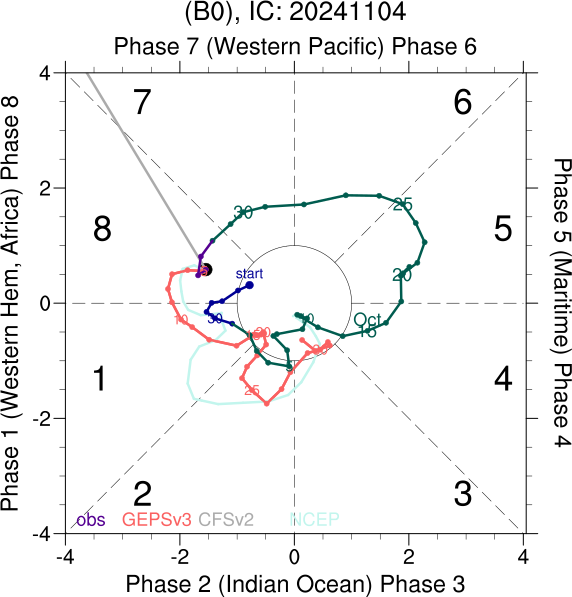 (B0), IC: 20241104
Phase 7 (Western Pacific) Phase 6
Phase 1 (Western Hem, Africa) Phase 8
Phase 5 (Maritime) Phase 4
4
7
6
2
30
25
8
5
start
20
0
10
30
Oct
15
20
-2
1
4
25
2
3
obs
GEPSv3
CFSv2
NCEP
-4
-4
-2
0
2
4
Phase 2 (Indian Ocean) Phase 3